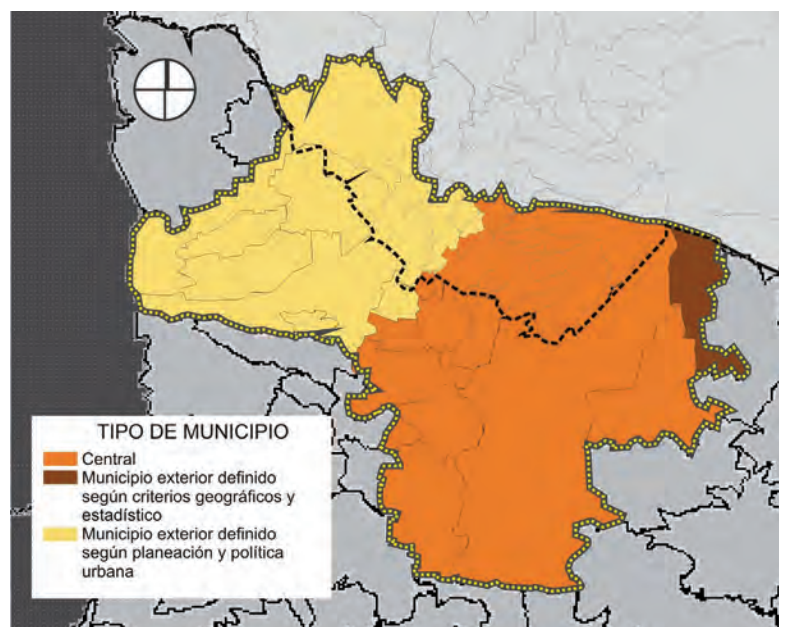 TIPO DE MUNICIPIO
Central
Municipio exterior definido
según criterios geográficos y
estadístico
Municipio exterior definido
según planeación y política
urbana